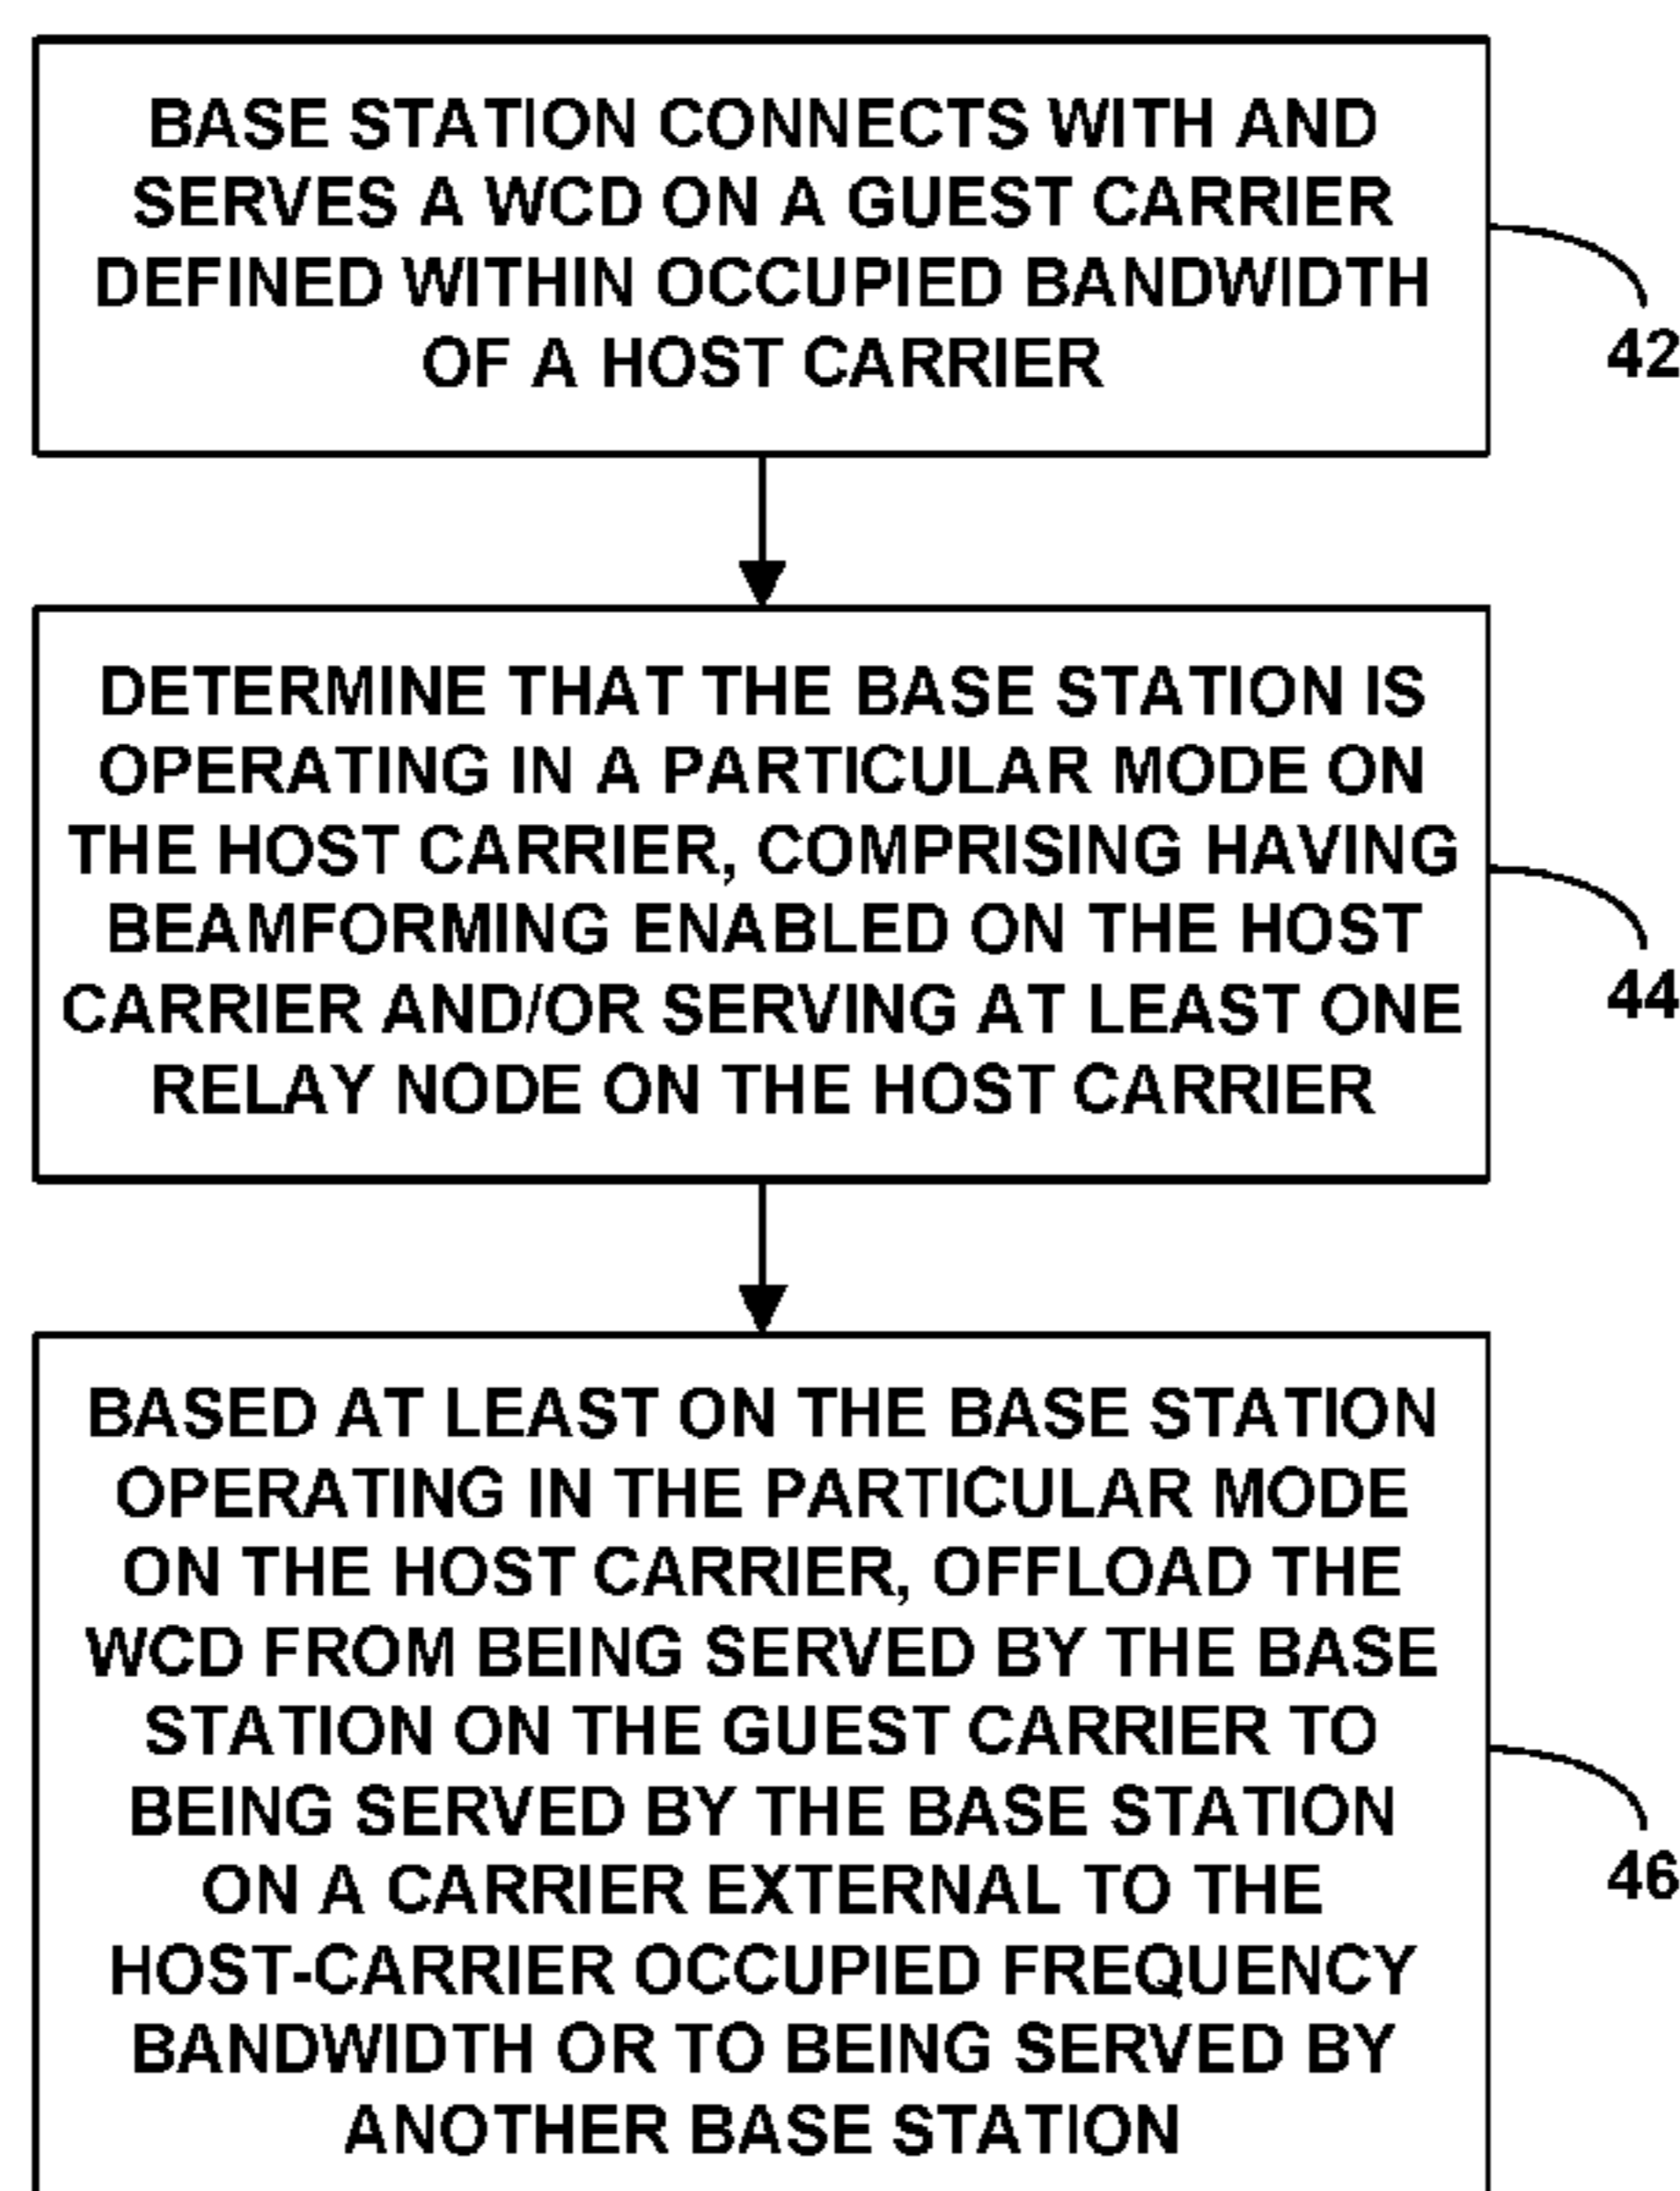 BASE STATION CONNECTS WITH AND
SERVES A WCD ON A GUEST CARRIER
DEFINED WITHIN OCCUPIED BANDWIDTH
OF A HOST CARRIER
42
DETERMINE THAT THE BASE STATION IS
OPERATING IN A PARTICULAR MODE ON
THE HOST CARRIER, COMPRISING HAVING
BEAMFORMING ENABLED ON THE HOST
CARRIER AND/OR SERVING AT LEAST ONE
RELAY NODE ON THE HOST CARRIER
44
BASED AT LEAST ON THE BASE STATION
OPERATING IN THE PARTICULAR MODE
ON THE HOST CARRIER, OFFLOAD THE
WCD FROM BEING SERVED BY THE BASE
STATION ON THE GUEST CARRIER TO
BEING SERVED BY THE BASE STATION
ON A CARRIER EXTERNAL TO THE
HOST-CARRIER OCCUPIED FREQUENCY
BANDWIDTH OR TO BEING SERVED BY
ANOTHER BASE STATION
46